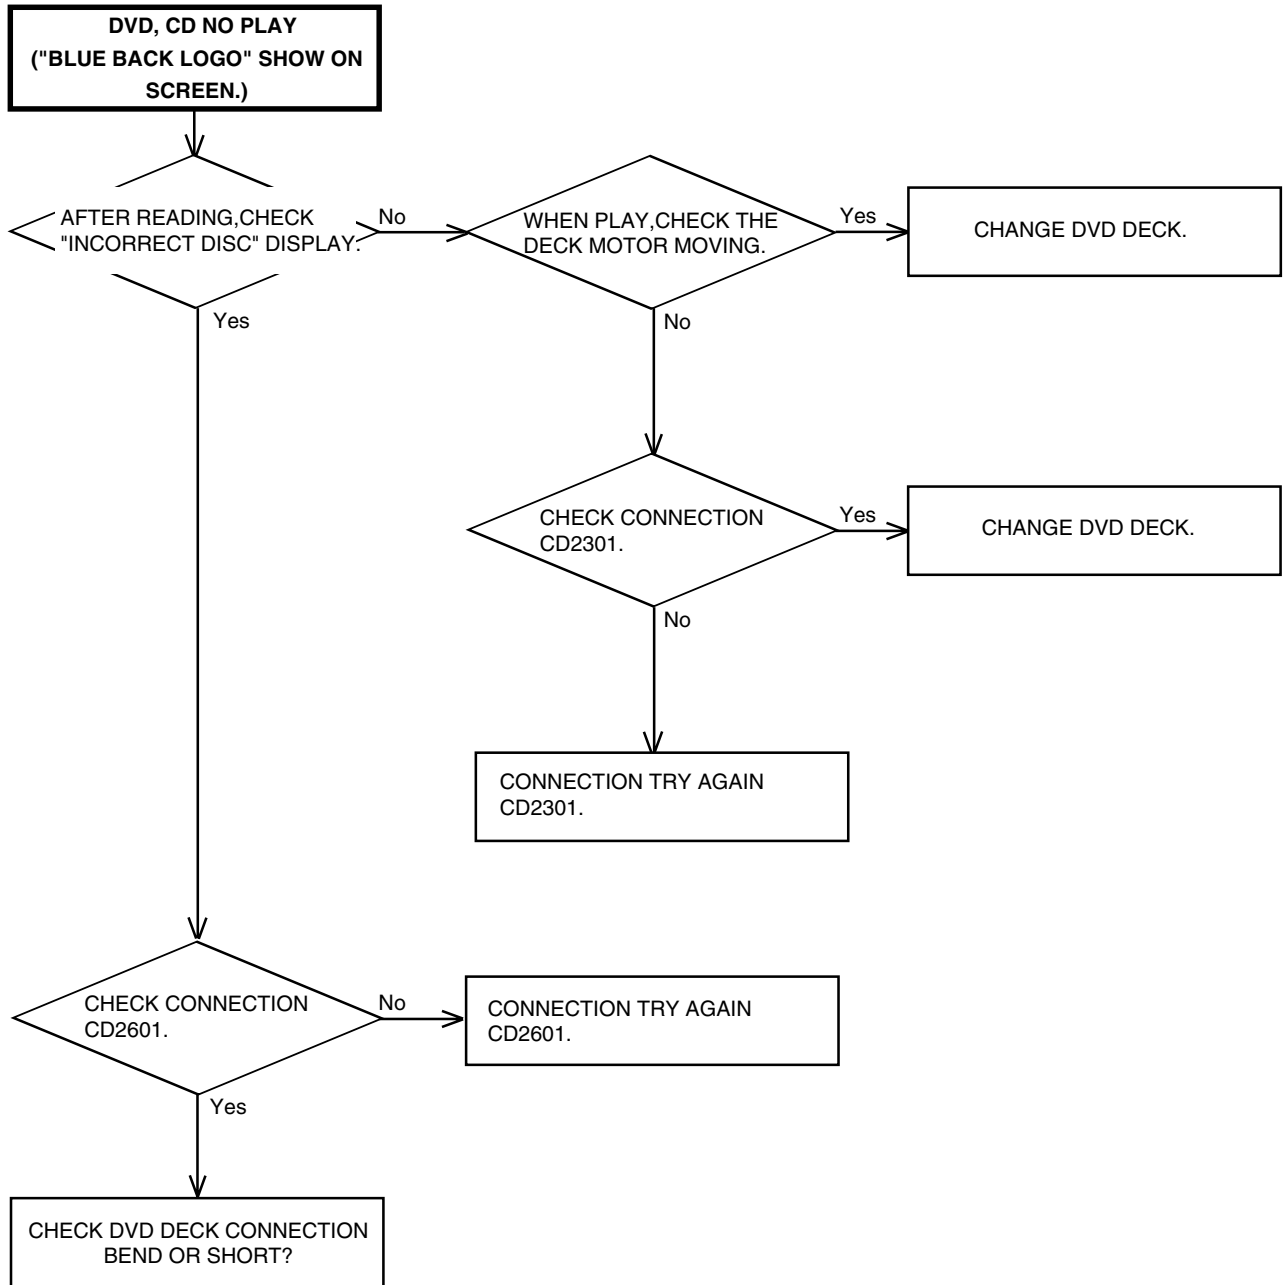 DVD, CD NO PLAY
("BLUE BACK LOGO" SHOW ON
SCREEN.)
AFTER READING,CHECK
"INCORRECT DISC" DISPLAY.
No
WHEN PLAY,CHECK THE
DECK MOTOR MOVING.
Yes
CHANGE DVD DECK.
Yes
No
CHECK CONNECTION
CD2301.
Yes
CHANGE DVD DECK.
No
CONNECTION TRY AGAIN
CD2301.
CHECK CONNECTION
CD2601.
No
CONNECTION TRY AGAIN
CD2601.
Yes
CHECK DVD DECK CONNECTION
BEND OR SHORT?